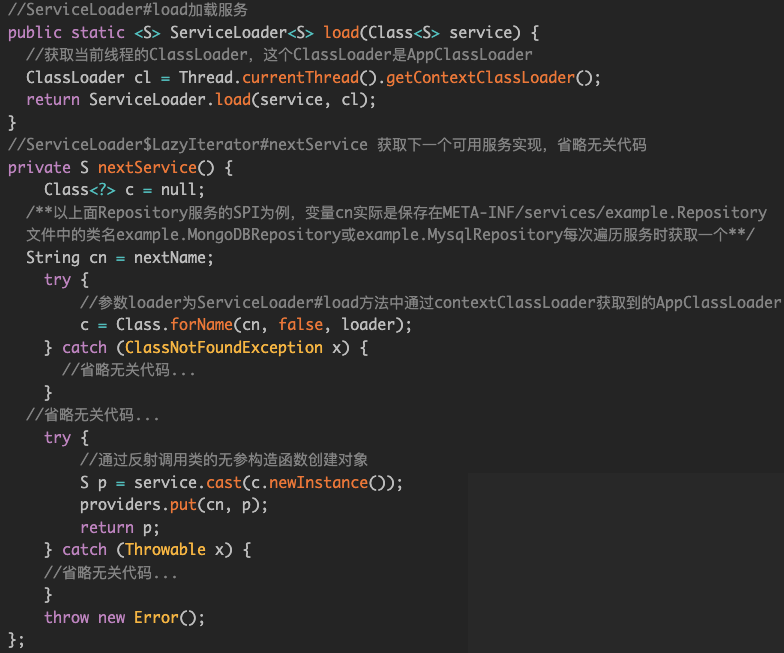 //ServiceLoader#load加载服务
public static <S> ServiceLoader<S> load(Class<S> service) {
  //获取当前线程的ClassLoader，这个ClassLoader是AppClassLoader
  ClassLoader cl = Thread.currentThread().getContextClassLoader();
  return ServiceLoader.load(service, cl);
}
//ServiceLoader$LazyIterator#nextService 获取下一个可用服务实现，省略无关代码
private S nextService() {
    Class<?> c = null;
  /**以上面Repository服务的SPI为例，变量cn实际是保存在META-INF/services/example.Repository
  文件中的类名example.MongoDBRepository或example.MysqlRepository每次遍历服务时获取一个**/
  String cn = nextName;
    try {
        //参数loader为ServiceLoader#load方法中通过contextClassLoader获取到的AppClassLoader
        c = Class.forName(cn, false, loader);
    } catch (ClassNotFoundException x) {
      //省略无关代码...
    }
  //省略无关代码...
    try {
        //通过反射调用类的无参构造函数创建对象
        S p = service.cast(c.newInstance());
        providers.put(cn, p);
        return p;
    } catch (Throwable x) {
    //省略无关代码...
    }
    throw new Error();
};